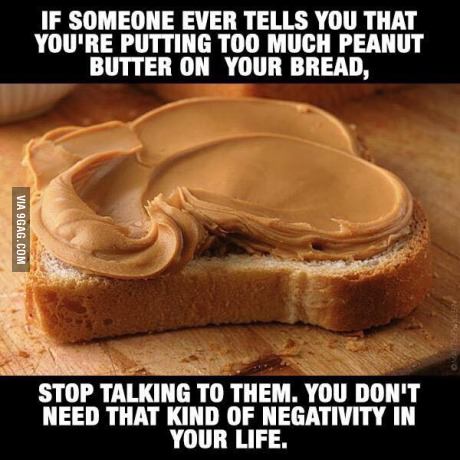 IF SOMEONE EVER TELLS YOU THAT
YOU'RE PUTTING TOO MUCH PEANUT
BUTTER ON YOUR BREAD,
VIA 9GAG.COM
STOP TALKING TO THEM. YOU DON'T
NEED THAT KIND OF NEGATIVITY IN
YOUR LIFE.